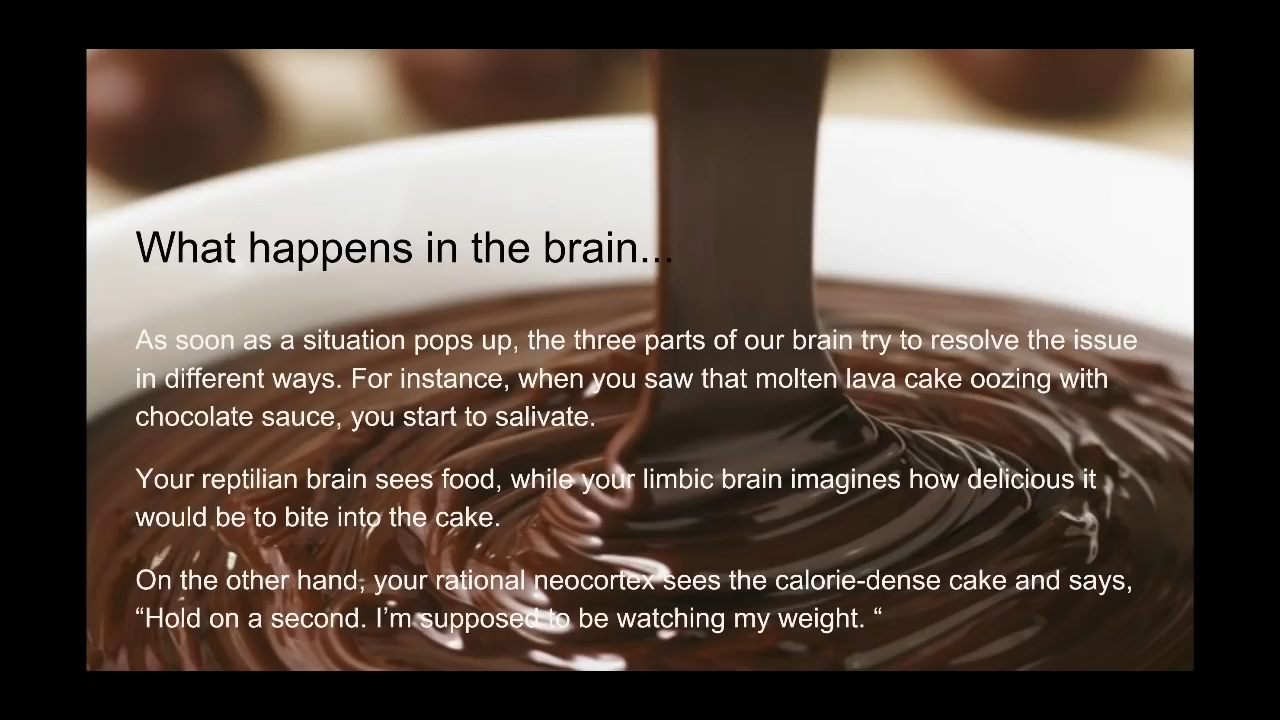 What happens in the brain...
As soon as a situation pops up, the three parts of our brain try to resolve the issue
in different ways. For instance, when you saw that molten lava cake oozing with
chocolate sauce, you start to salivate.
Your reptilian brain sees food, while your limbic brain imagines how delicious it
would be to bite into the cake.
On the other hand, your rational neocortex sees the calorie-dense cake and says,
“Hold on a second. I’m supposed to be watching my weight. “